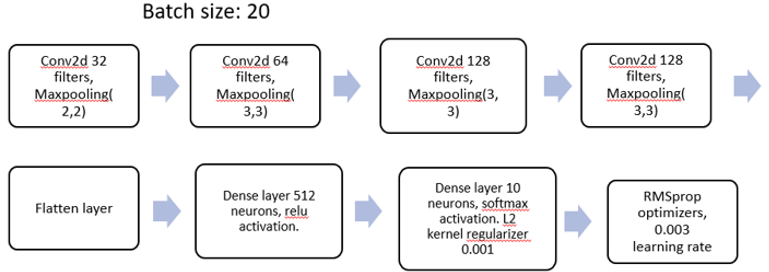 Batch size: 20
Conv2d 32
filters,
Maxpooling(
2,2)
Conv2d 64
filters,
Maxpooling(
3,3)
Conv2d 128
filters,
Maxpooling(3,
3)
Conv2d 128
filters,
Maxpooling(
3,3)
Flatten layer
Dense layer 512
neurons, relu
activation.
Dense layer 10
neurons, softmax
activation. L2
kernel regularizer
0.001
RMSprop
optimizers,
0.003
learning rate